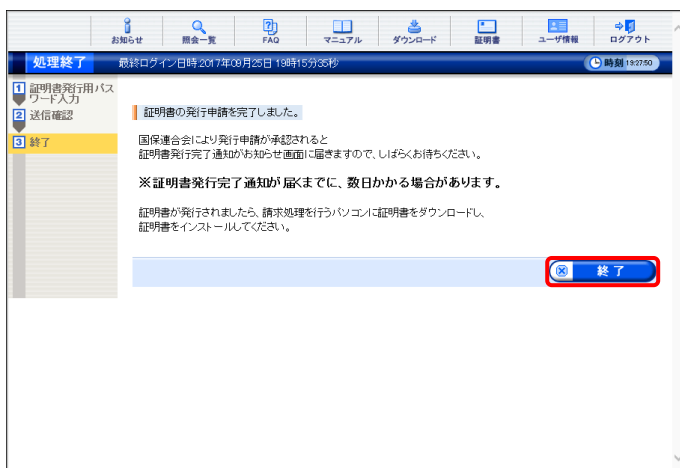 お知らせ 照会一覧 FAQ マニュアル ダウンロード 証明書 ユーザ情報 ログアウト
処理終了 最終ログイン日時:2017年09月25日 19時15分35秒 時刻 19:27:50
1 証明書発行用パス
ワード入力
2 送信確認
3 終了
証明書の発行申請を完了しました。
国保連合会により発行申請が承認されると
証明書発行完了通知がお知らせ画面に届きますので、しばらくお待ちください。
※証明書発行完了通知が届くまでに、数日かかる場合があります。
証明書が発行されましたら、請求処理を行うパソコンに証明書をダウンロードし、
証明書をインストールしてください。
終了